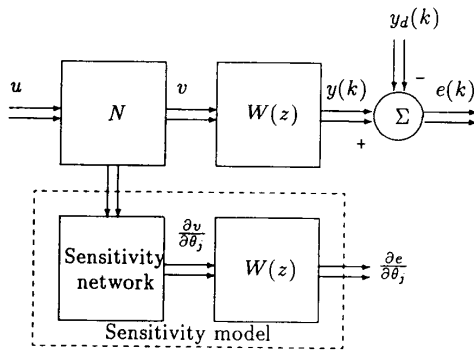 y_d(k)
u
N
v
W(z)
y(k)
−
+
Σ
e(k)
Sensitivity
network
∂v
∂θ_j
W(z)
∂e
∂θ_j
Sensitivity model